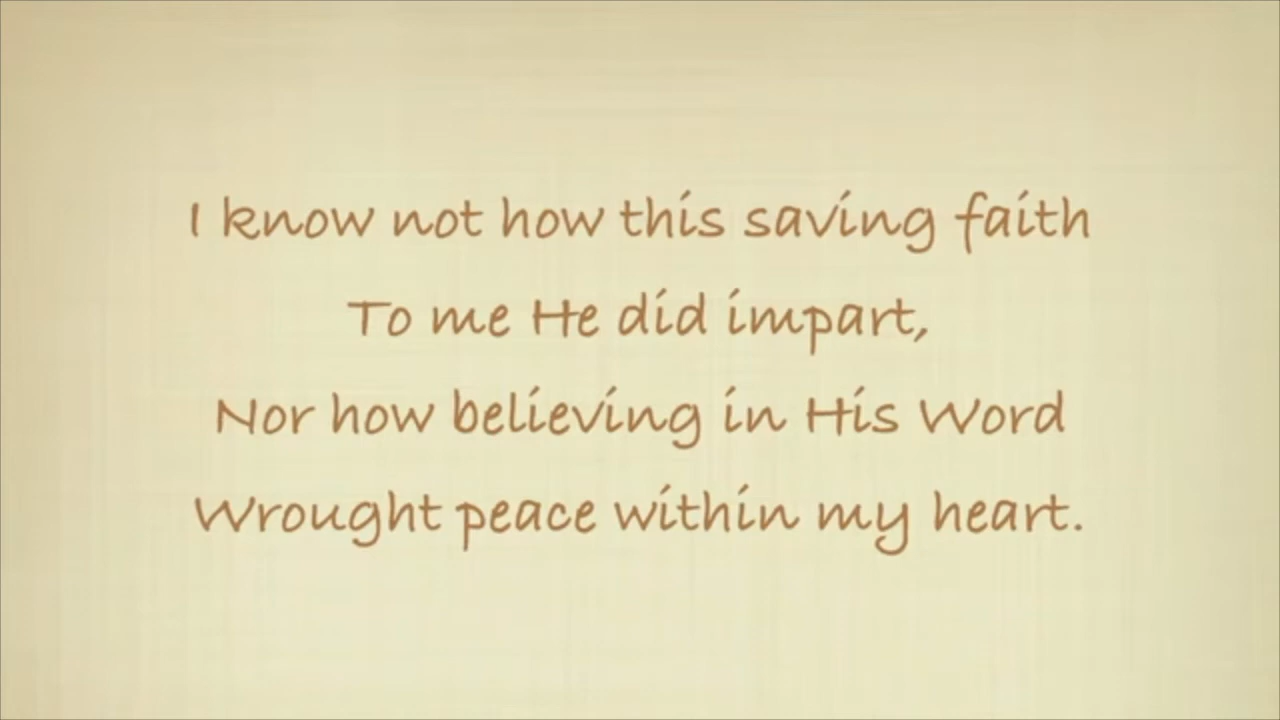 I know not how this saving faith
To me He did impart,
Nor how believing in His Word
Wrought peace within my heart.